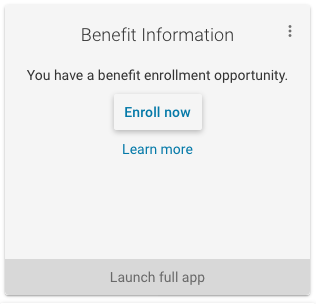 Benefit Information
You have a benefit enrollment opportunity.
Enroll now
Learn more
Launch full app